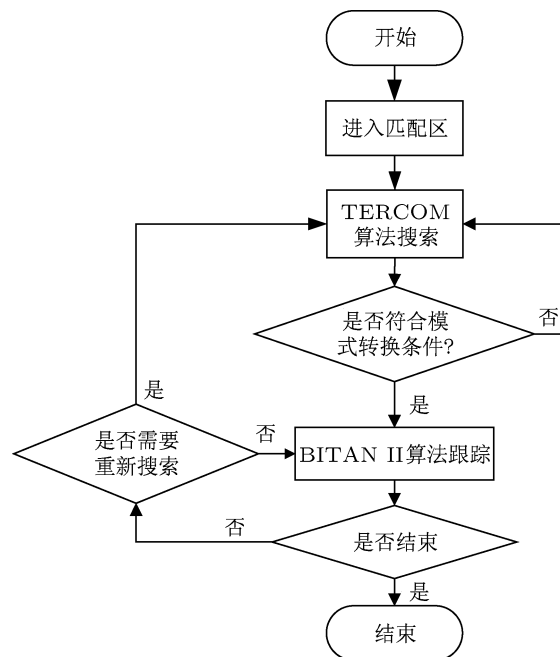 开始
进入匹配区
TERCOM
算法搜索
是否符合模
式转换条件?
否
是
是
是否需要
重新搜索
否
BITAN II算法跟踪
否
是否结束
是
结束